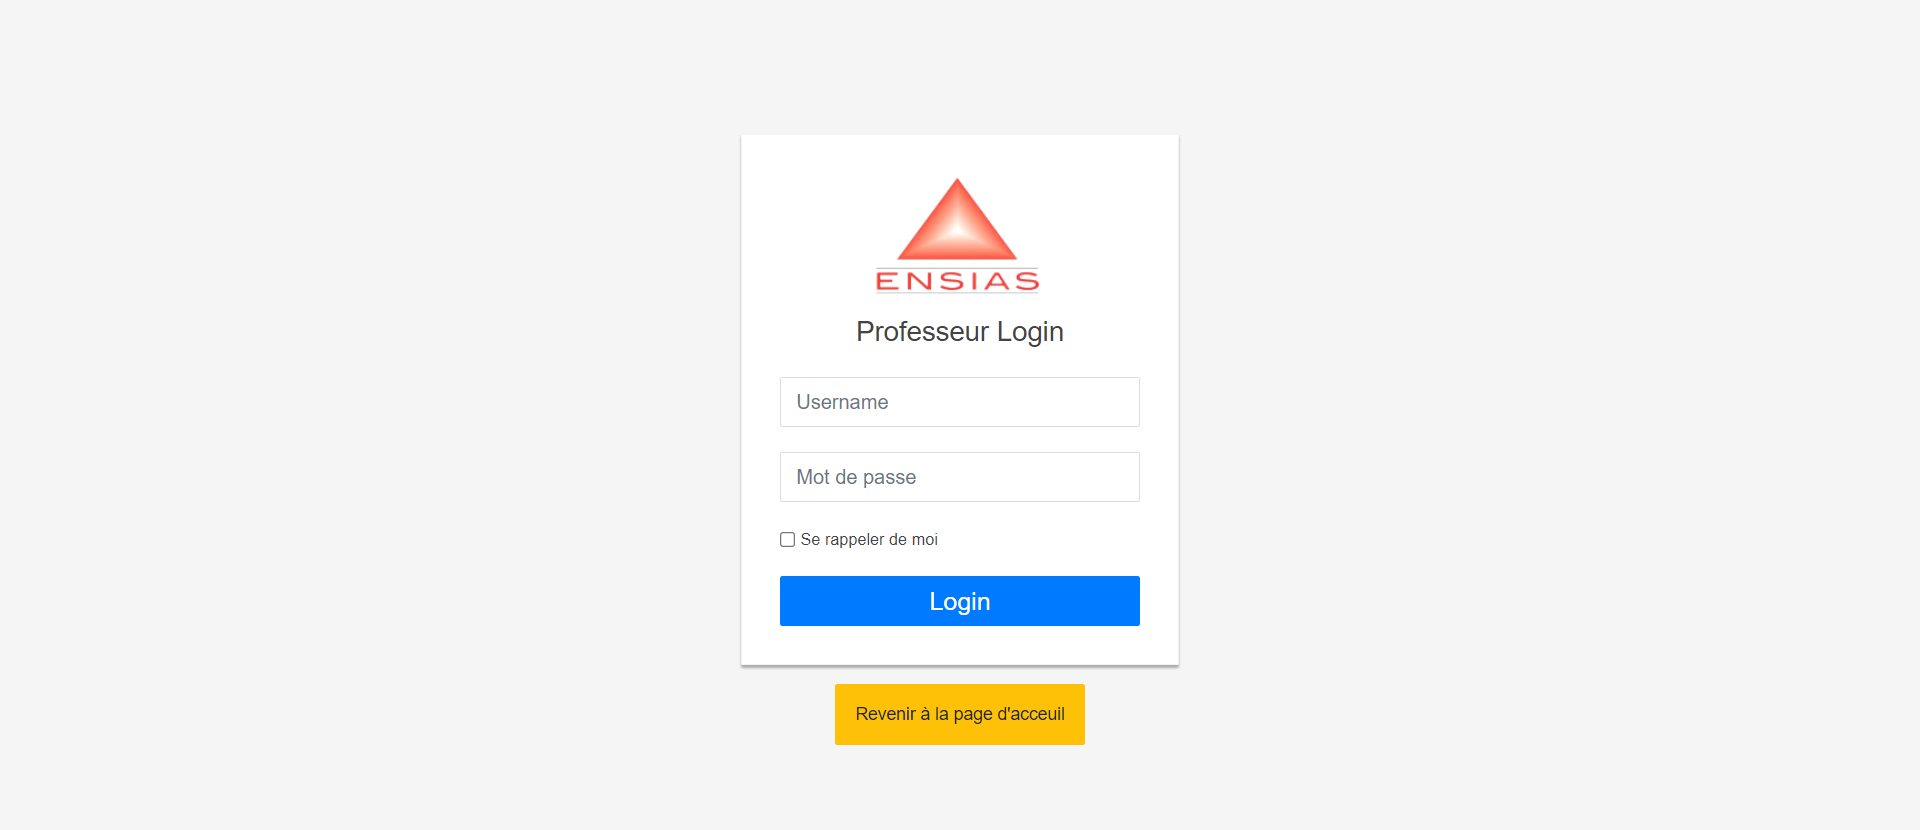 ENSIAS
Professeur Login
Username
Mot de passe
Se rappeler de moi
Login
Revenir à la page d'acceuil